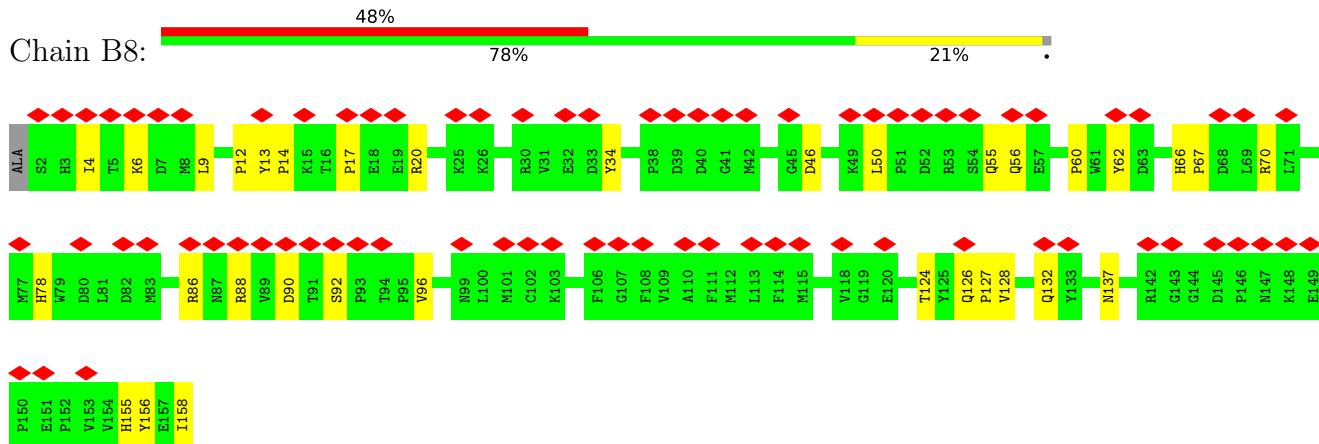 48%
Chain B8:
78% 21% •
ALA S2 H3 I4 T5 K6 D7 M8 L9 P12 Y13 P14 K15 T16 P17 E18 E19 R20 K25 K26 R30 V31 E32 D33 Y34 P38 D39 D40 G41 M42 G45 D46 K49 L50 P51 D52 R53 S54 Q55 Q56 E57 P60 W61 Y62 D63 H66 P67 D68 L69 R70 L71
M77 H78 W79 D80 L81 D82 M83 R86 N87 R88 V89 D90 T91 S92 P93 T94 P95 V96 N99 L100 M101 C102 K103 F106 G107 F108 V109 A110 F111 M112 L113 F114 M115 V118 G119 E120 T124 Y125 Q126 P127 V128 Q132 Y133 N137 R142 G143 G144 D145 P146 N147 K148 E149
P150 E151 P152 V153 V154 H155 Y156 E157 I158